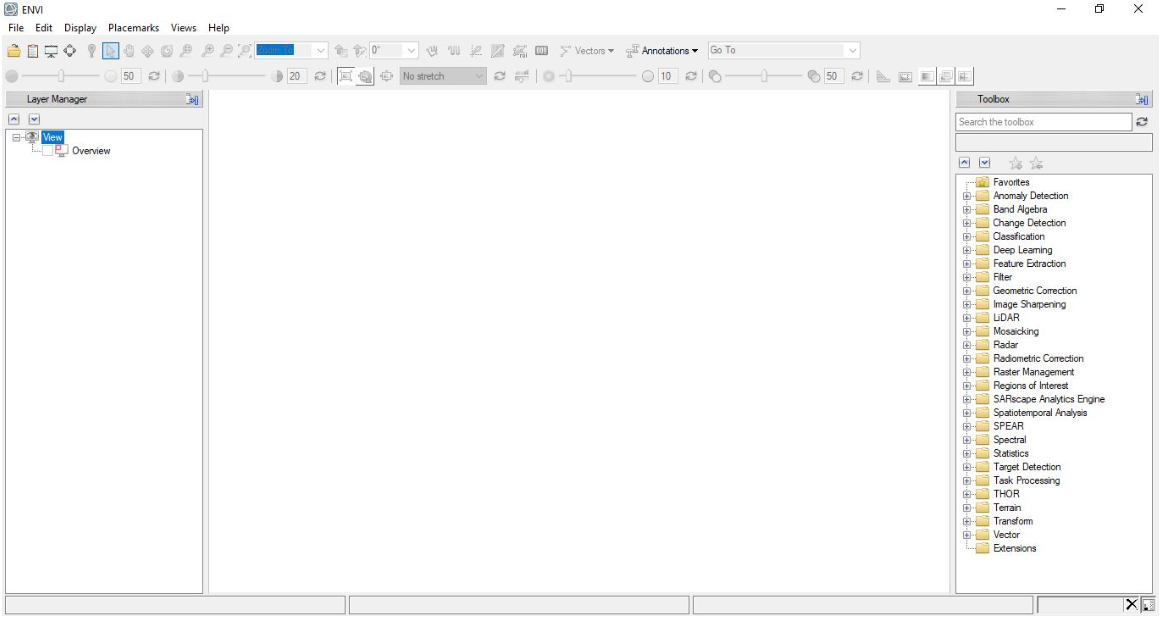 ENVI
File Edit Display Placemarks Views Help
Zoom To 0° Vectors Annotations Go To
50 20 No stretch 10 50
Layer Manager
View
Overview
Toolbox
Search the toolbox
Favorites
Anomaly Detection
Band Algebra
Change Detection
Classification
Deep Learning
Feature Extraction
Filter
Geometric Correction
Image Sharpening
LiDAR
Mosaicking
Radar
Radiometric Correction
Raster Management
Regions of Interest
SARscape Analytics Engine
Spatiotemporal Analysis
SPEAR
Spectral
Statistics
Target Detection
Task Processing
THOR
Terrain
Transform
Vector
Extensions